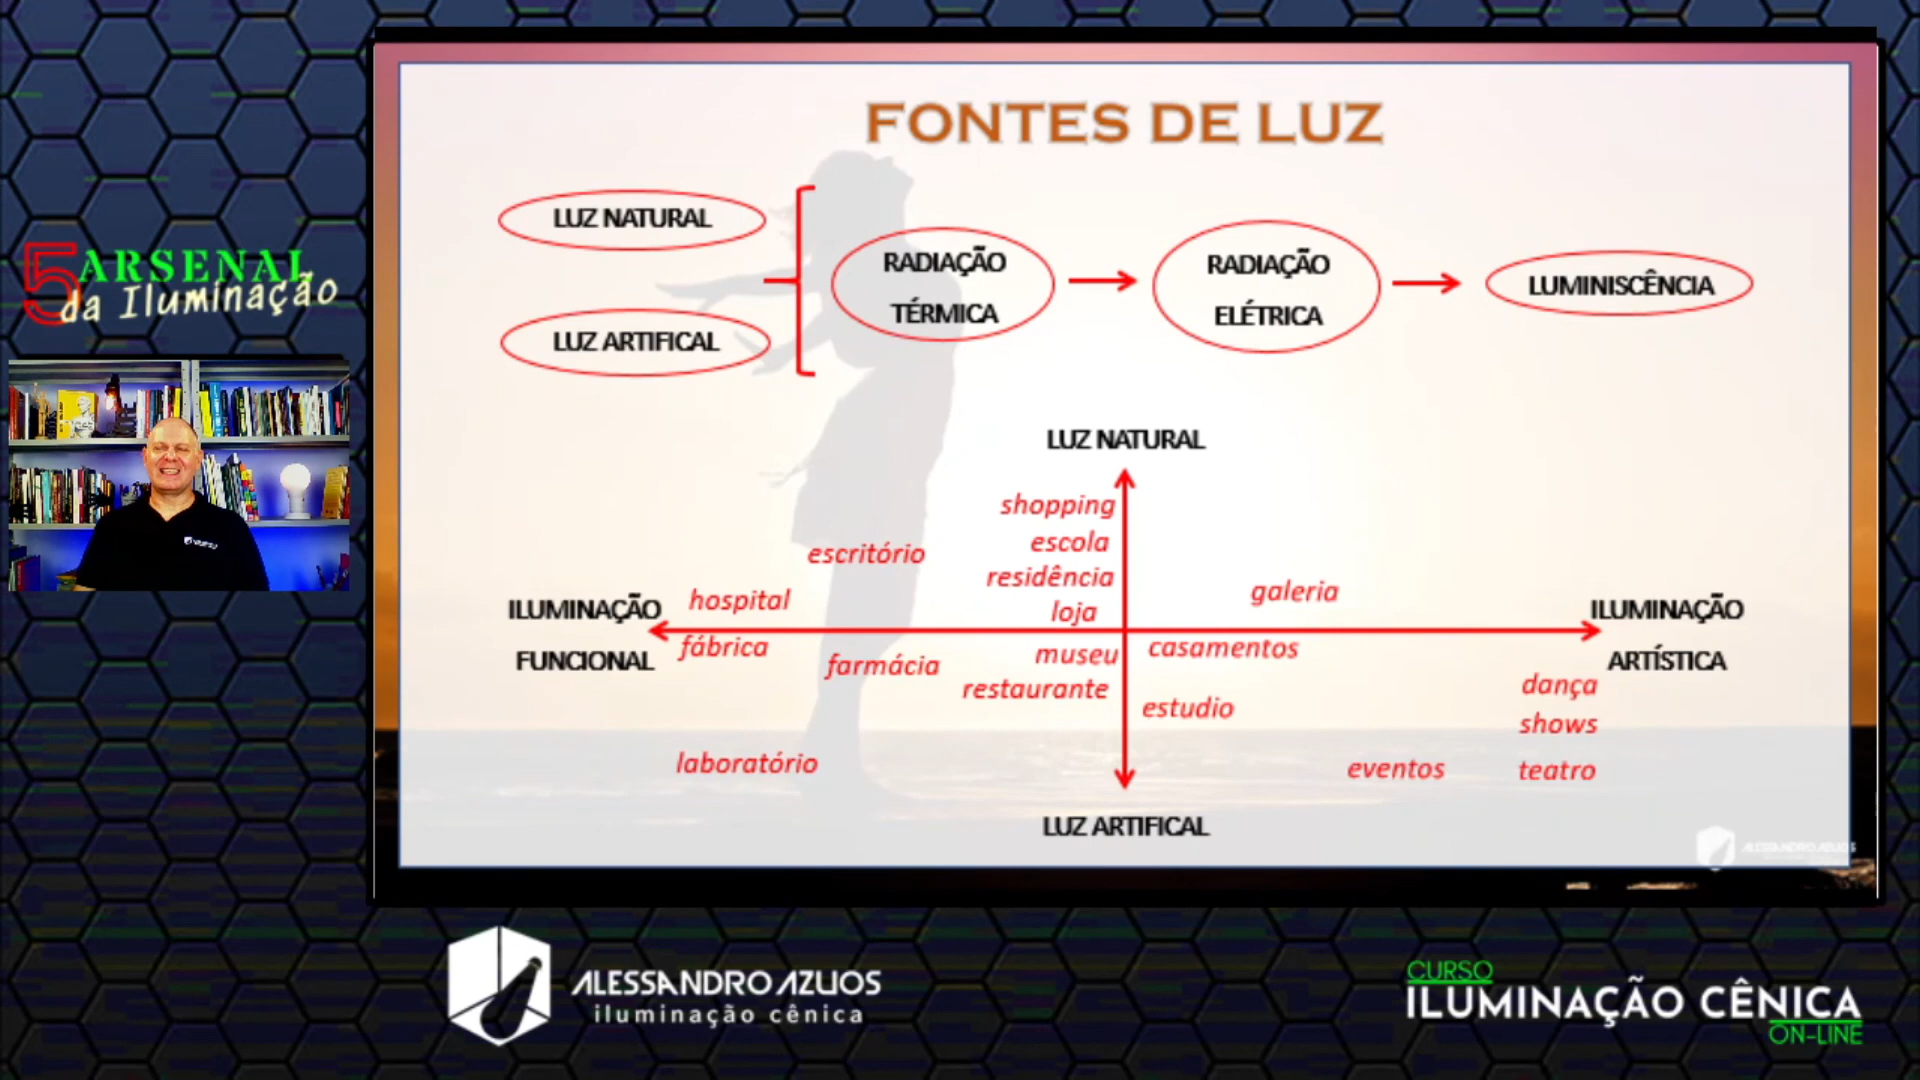 FONTES DE LUZ
LUZ NATURAL
LUZ ARTIFICAL
RADIAÇÃO
TÉRMICA
RADIAÇÃO
ELÉTRICA
LUMINISCÊNCIA
5 ARSENAL
da Iluminação
LUZ NATURAL
shopping
escola
residência
loja
escritório
hospital
galeria
ILUMINAÇÃO
FUNCIONAL
ILUMINAÇÃO
ARTÍSTICA
fábrica
farmácia
museu
restaurante
casamentos
estudio
dança
shows
teatro
laboratório
eventos
LUZ ARTIFICAL
ALESSANDRO AZUOS
ALESSANDRO AZUOS
iluminação cênica
CURSO
ILUMINAÇÃO CÊNICA
ON-LINE